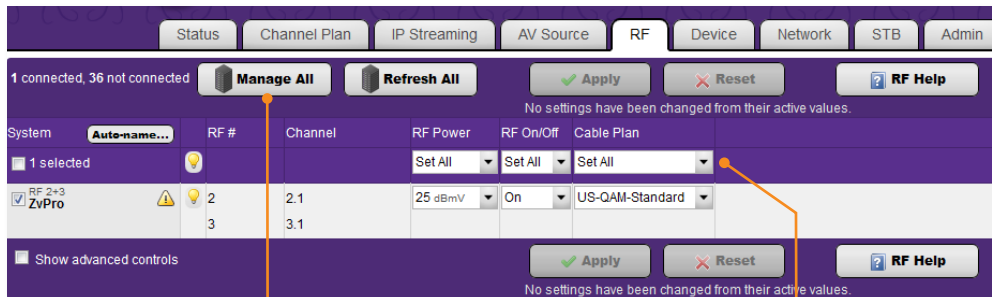 Status Channel Plan IP Streaming AV Source RF Device Network STB Admin
1 connected, 36 not connected Manage All Refresh All Apply Reset RF Help
No settings have been changed from their active values.
System Auto-name... RF # Channel RF Power RF On/Off Cable Plan
1 selected Set All Set All Set All
RF 2+3
ZvPro 2 2.1 25 dBmV On US-QAM-Standard
3 3.1
Show advanced controls Apply Reset RF Help
No settings have been changed from their active values.